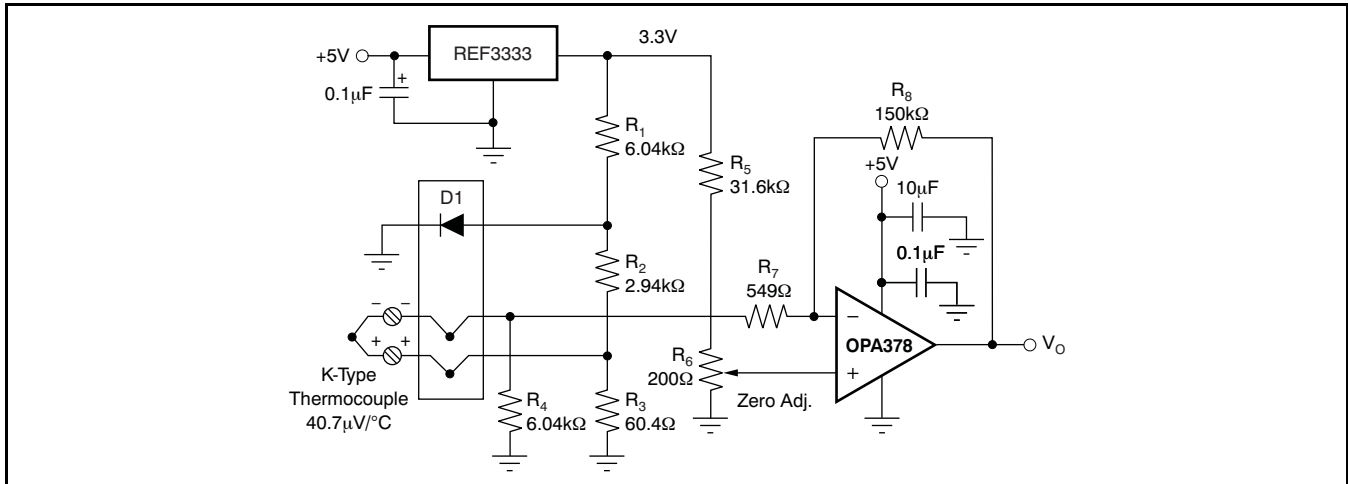 +5V
REF3333
3.3V
+
0.1µF
R1
6.04kΩ
R5
31.6kΩ
R8
150kΩ
+5V
10µF
0.1µF
D1
R2
2.94kΩ
R7
549Ω
− −
+ +
K-Type
Thermocouple
40.7µV/°C
R4
6.04kΩ
R3
60.4Ω
R6
200Ω
Zero Adj.
−
OPA378
+
VO